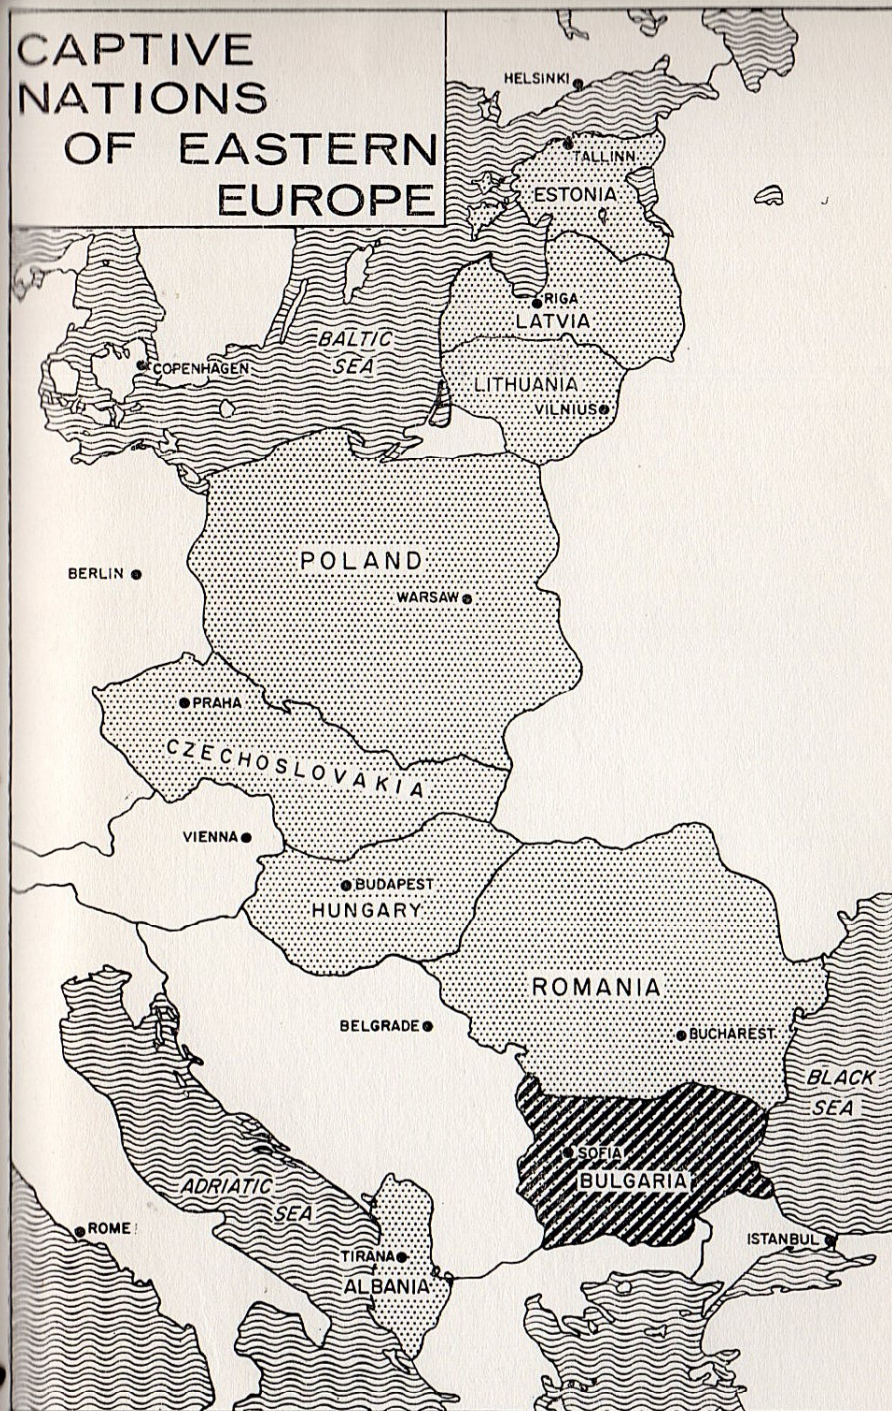 CAPTIVE
NATIONS
OF EASTERN
EUROPE
HELSINKI
TALLINN
ESTONIA
RIGA
LATVIA
BALTIC
SEA
COPENHAGEN
LITHUANIA
VILNIUS
POLAND
BERLIN
WARSAW
PRAHA
CZECHOSLOVAKIA
VIENNA
BUDAPEST
HUNGARY
ROMANIA
BELGRADE
BUCHAREST
BLACK
SEA
SOFIA
BULGARIA
ADRIATIC
SEA
ROME
ISTANBUL
TIRANA
ALBANIA